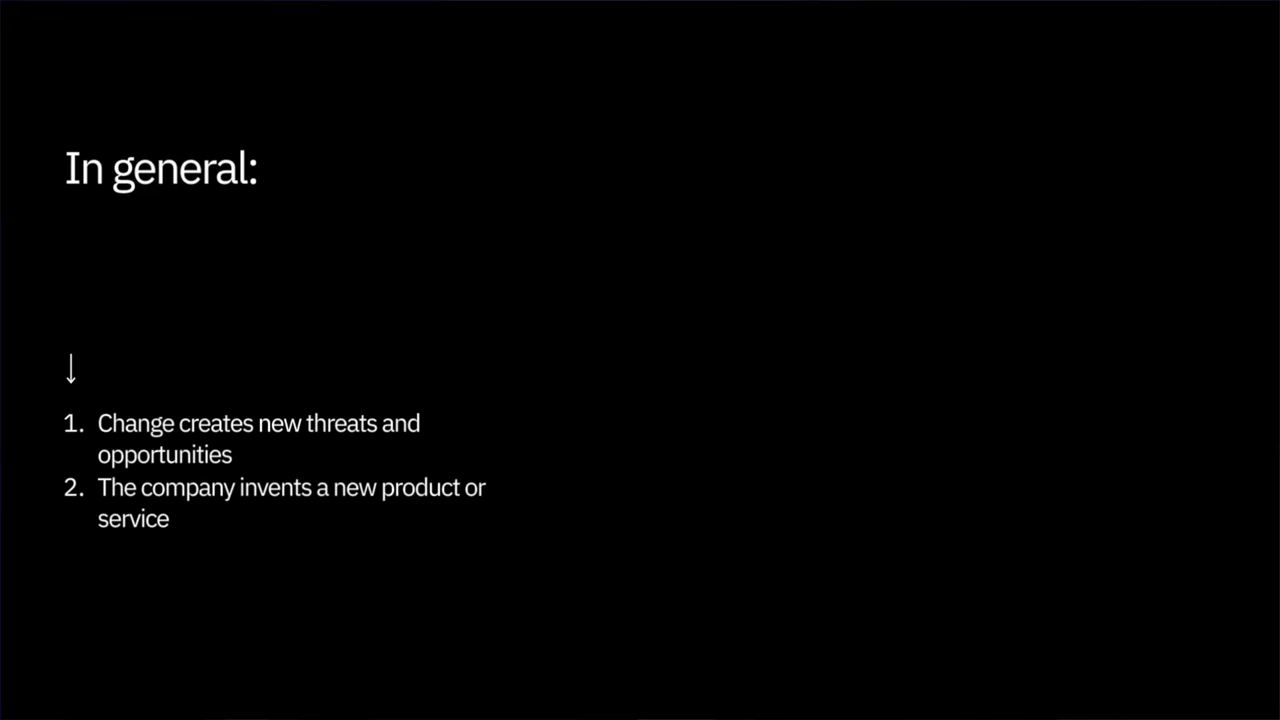 In general:
↓
1. Change creates new threats and
opportunities
2. The company invents a new product or
service